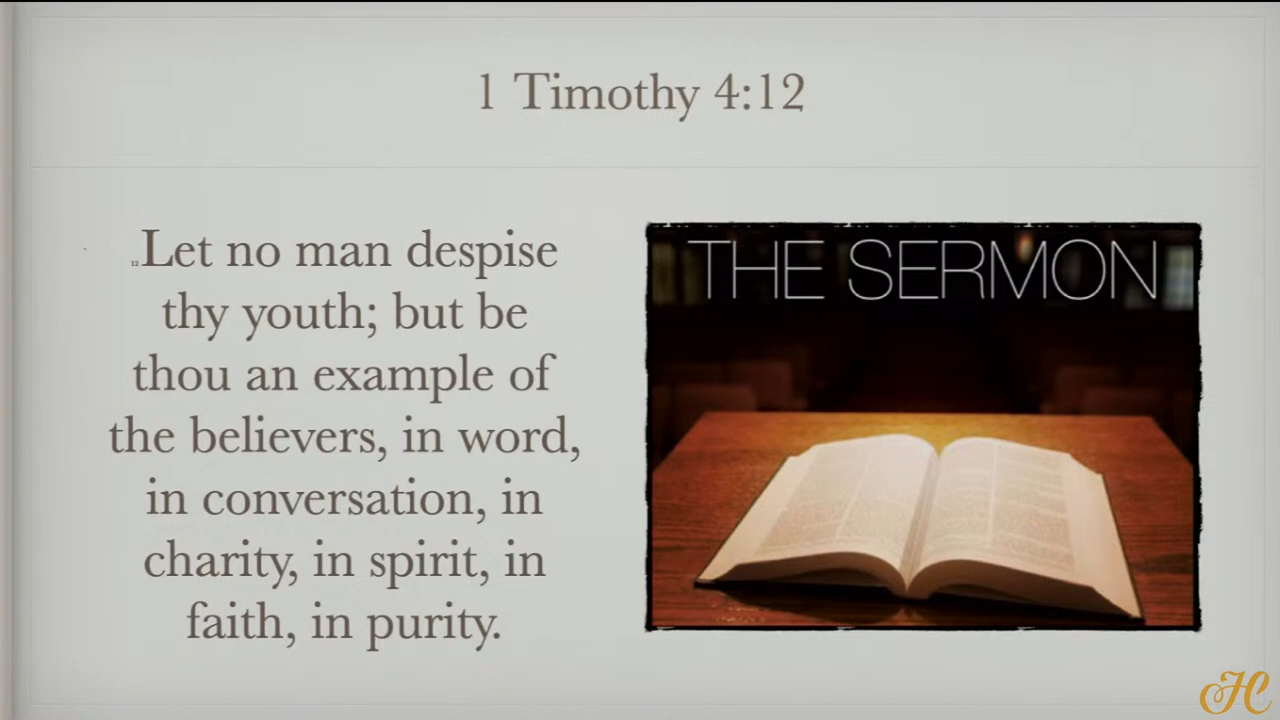 1 Timothy 4:12
12 Let no man despise
thy youth; but be
thou an example of
the believers, in word,
in conversation, in
charity, in spirit, in
faith, in purity.
THE SERMON
H